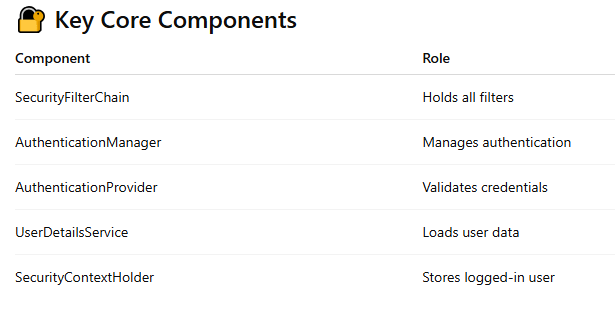 Key Core Components
Component Role
SecurityFilterChain Holds all filters
AuthenticationManager Manages authentication
AuthenticationProvider Validates credentials
UserDetailsService Loads user data
SecurityContextHolder Stores logged-in user